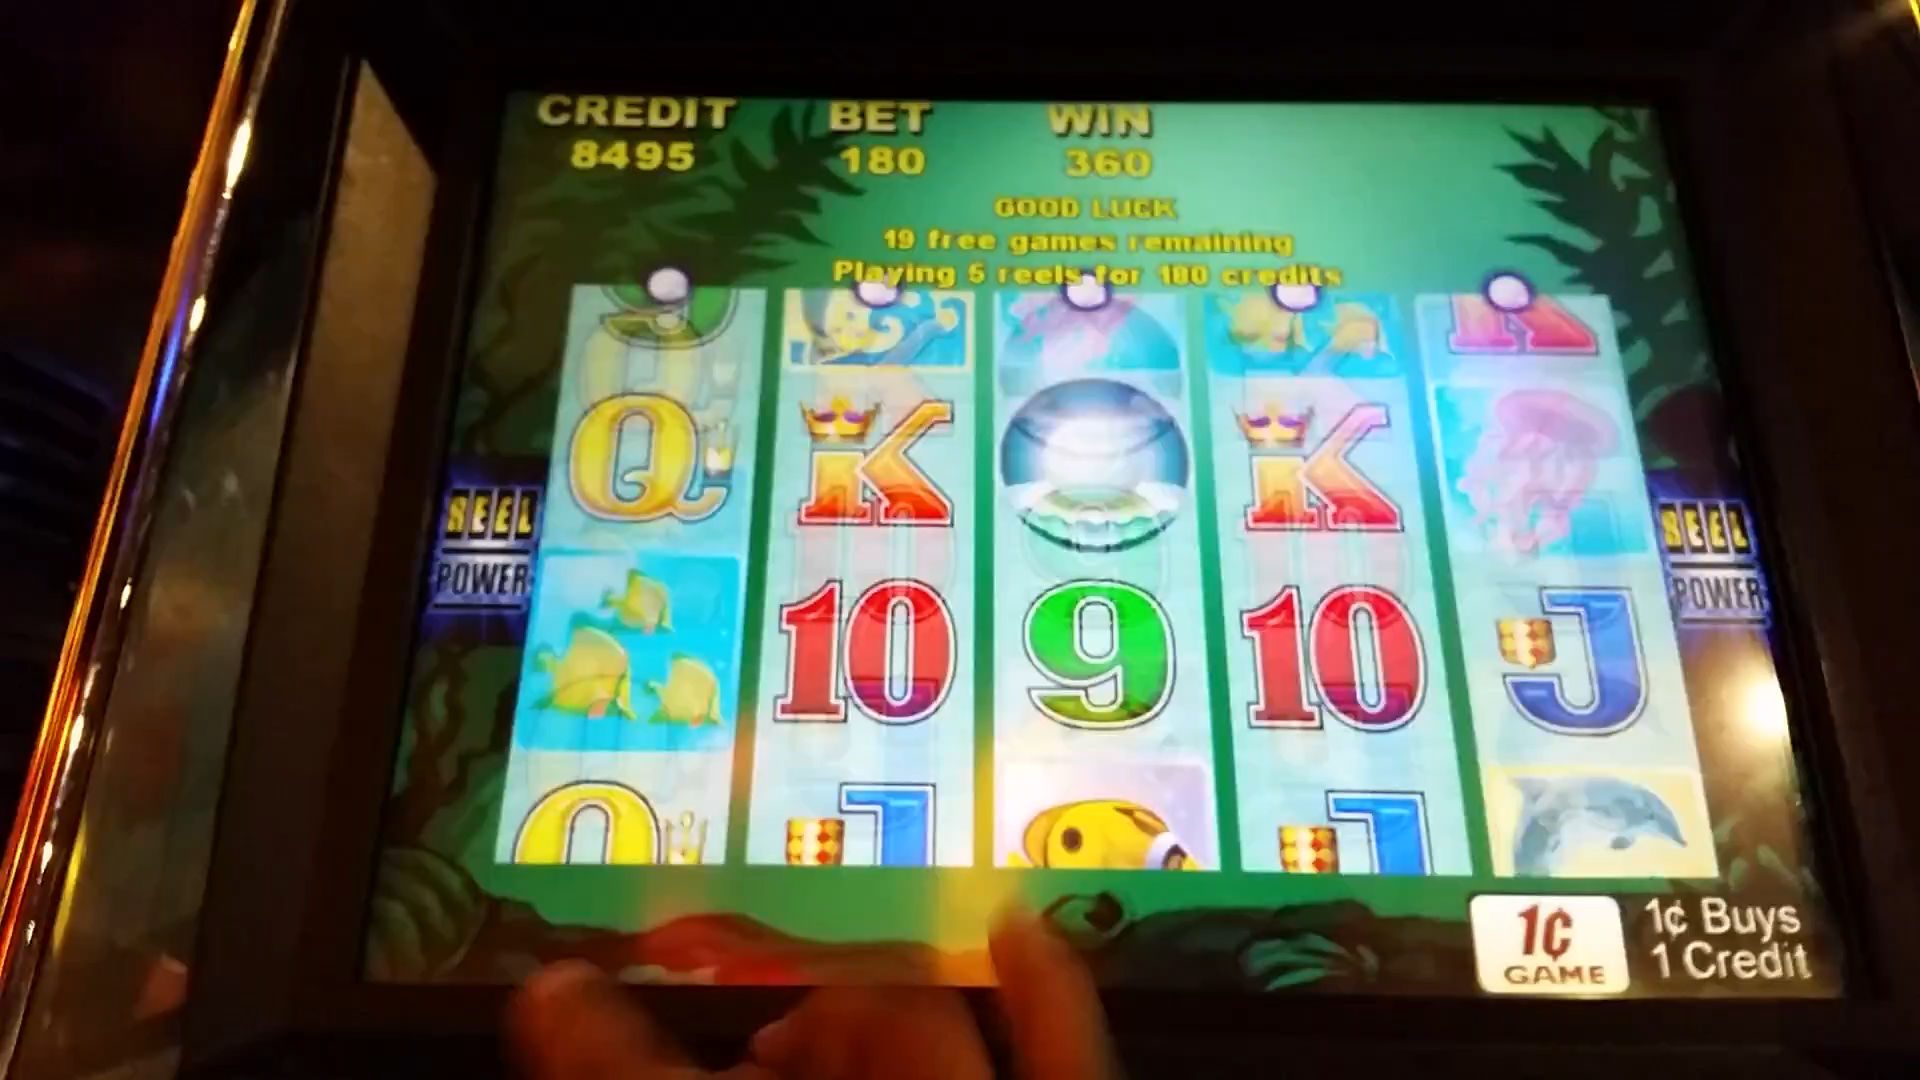 CREDIT BET WIN
8495 180 360
GOOD LUCK
19 free games remaining
Playing 5 reels for 180 credits
9 K
Q K K
REEL POWER REEL POWER
10 9 10 J
Q J J
1¢ GAME
1¢ Buys
1 Credit